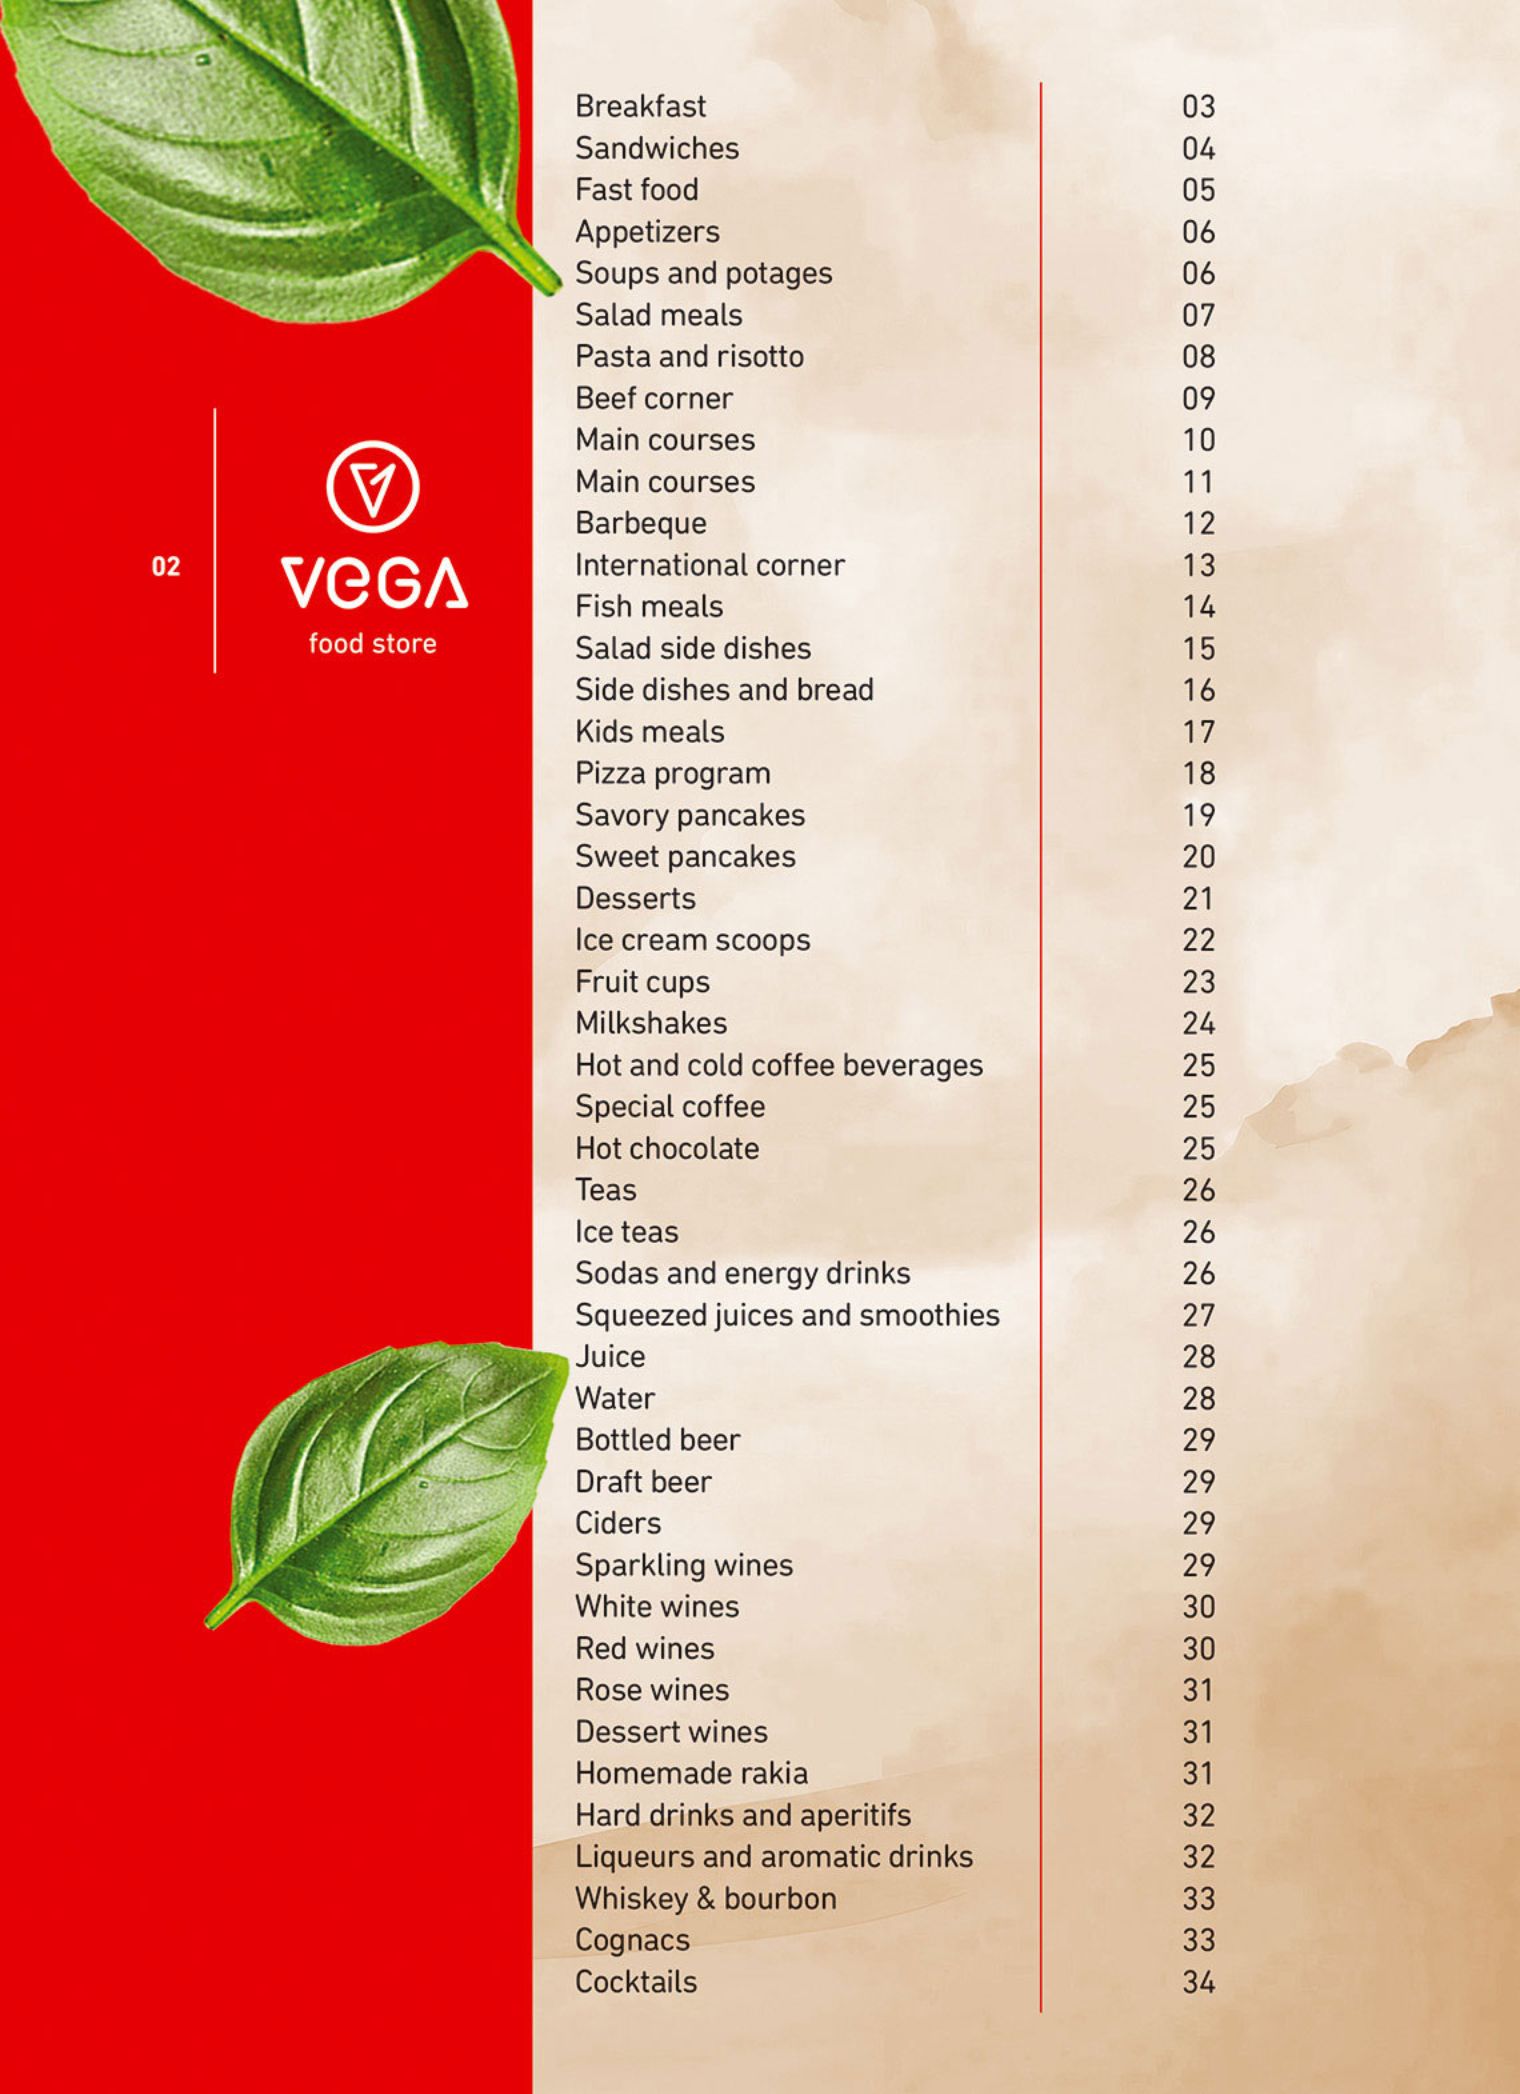 02
VEGA
food store
Breakfast 03
Sandwiches 04
Fast food 05
Appetizers 06
Soups and potages 06
Salad meals 07
Pasta and risotto 08
Beef corner 09
Main courses 10
Main courses 11
Barbeque 12
International corner 13
Fish meals 14
Salad side dishes 15
Side dishes and bread 16
Kids meals 17
Pizza program 18
Savory pancakes 19
Sweet pancakes 20
Desserts 21
Ice cream scoops 22
Fruit cups 23
Milkshakes 24
Hot and cold coffee beverages 25
Special coffee 25
Hot chocolate 25
Teas 26
Ice teas 26
Sodas and energy drinks 26
Squeezed juices and smoothies 27
Juice 28
Water 28
Bottled beer 29
Draft beer 29
Ciders 29
Sparkling wines 29
White wines 30
Red wines 30
Rose wines 31
Dessert wines 31
Homemade rakia 31
Hard drinks and aperitifs 32
Liqueurs and aromatic drinks 32
Whiskey & bourbon 33
Cognacs 33
Cocktails 34